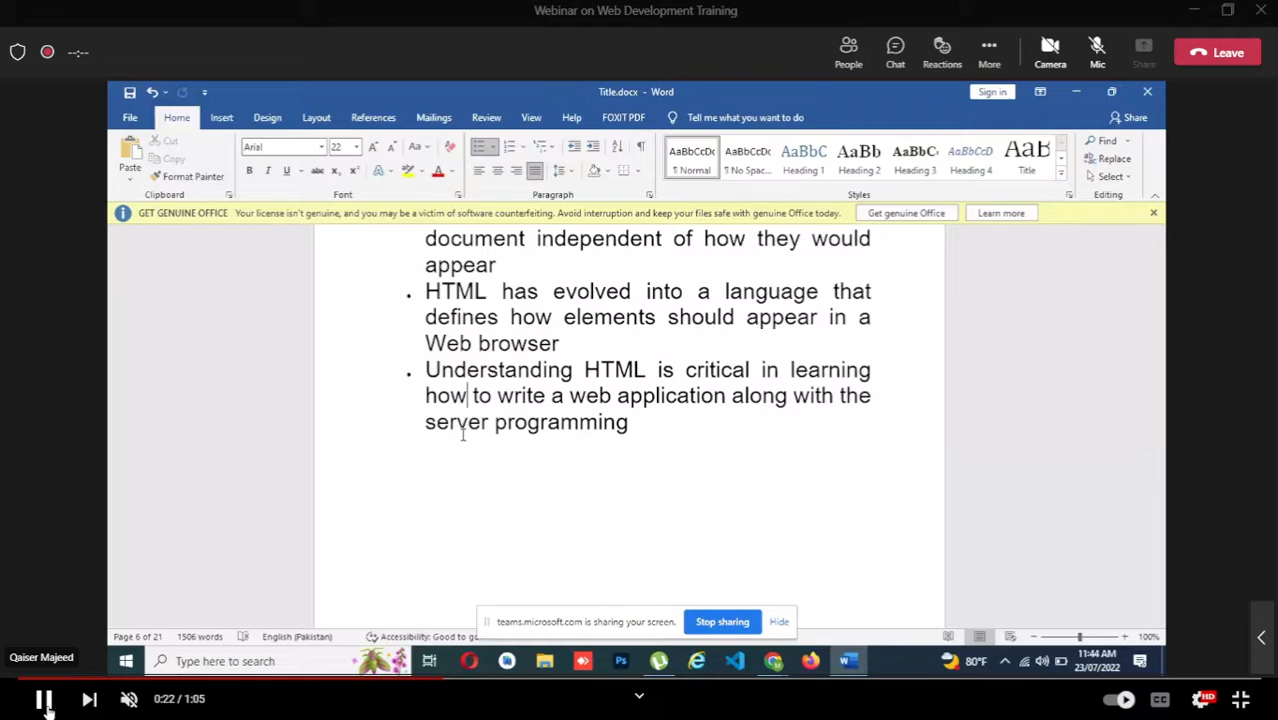 Webinar on Web Development Training
--:--
People Chat Reactions More Camera Mic Share Leave
Title.docx - Word
Sign in
File Home Insert Design Layout References Mailings Review View Help FOXIT PDF Tell me what you want to do Share
Paste
Cut
Copy
Format Painter
Clipboard
Arial 22
Font
Paragraph
AaBbCcDc AaBbCcDc AaBbC AaBb AaBbC AaBbCcD AaB
¶ Normal ¶ No Spac... Heading 1 Heading 2 Heading 3 Heading 4 Title
Styles
Find
Replace
Select
Editing
GET GENUINE OFFICE Your license isn't genuine, and you may be a victim of software counterfeiting. Avoid interruption and keep your files safe with genuine Office today. Get genuine Office Learn more
document independent of how they would
appear
• HTML has evolved into a language that
defines how elements should appear in a
Web browser
• Understanding HTML is critical in learning
how to write a web application along with the
server programming
teams.microsoft.com is sharing your screen. Stop sharing Hide
Page 6 of 21 1506 words English (Pakistan) Accessibility: Good to go 100%
Qaiser Majeed
Type here to search
80°F
11:44 AM
23/07/2022
0:22 / 1:05
CC
HD